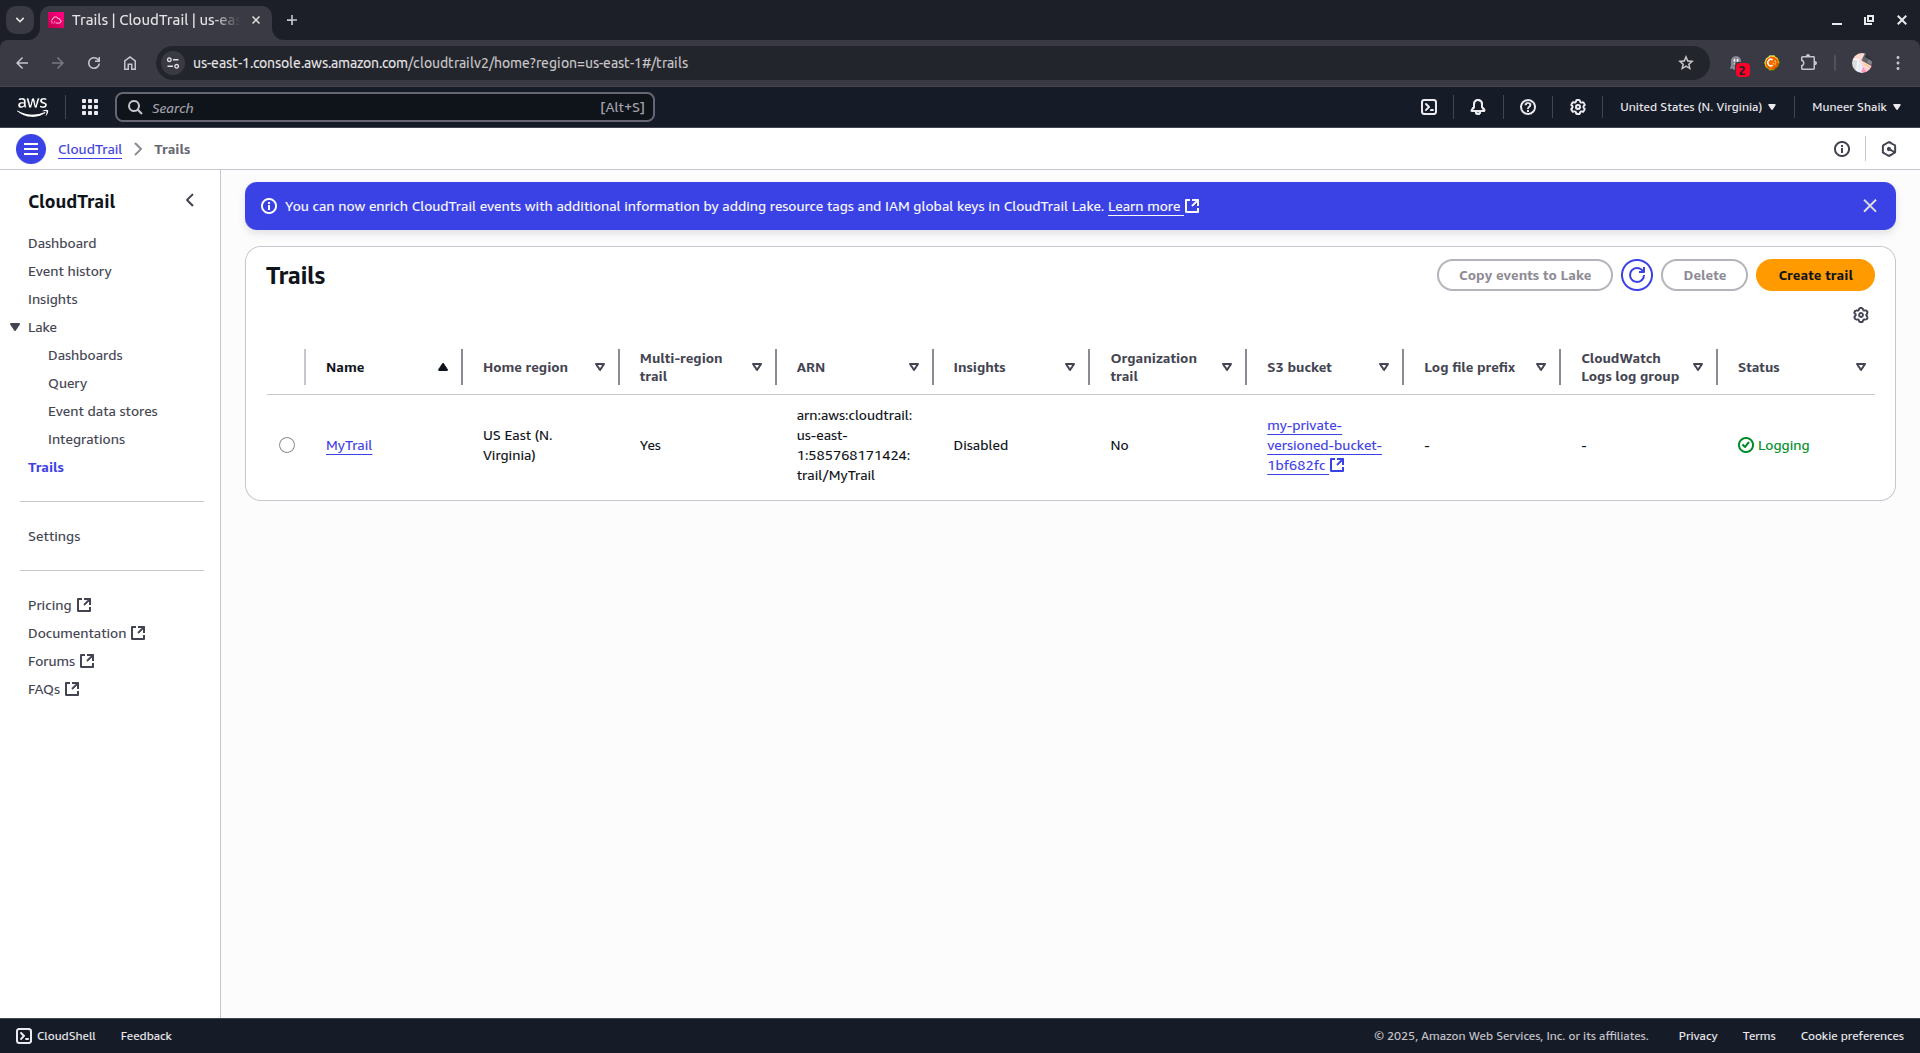 Trails | CloudTrail | us-ea
us-east-1.console.aws.amazon.com/cloudtrailv2/home?region=us-east-1#/trails
2
aws
Search
[Alt+S]
United States (N. Virginia)
Muneer Shaik
CloudTrail
Trails
CloudTrail
Dashboard
Event history
Insights
Lake
Dashboards
Query
Event data stores
Integrations
Trails
Settings
Pricing
Documentation
Forums
FAQs
You can now enrich CloudTrail events with additional information by adding resource tags and IAM global keys in CloudTrail Lake. Learn more
Trails
Copy events to Lake
Delete
Create trail
Name
Home region
Multi-region
trail
ARN
Insights
Organization
trail
S3 bucket
Log file prefix
CloudWatch
Logs log group
Status
MyTrail
US East (N.
Virginia)
Yes
arn:aws:cloudtrail:
us-east-
1:585768171424:
trail/MyTrail
Disabled
No
my-private-
versioned-bucket-
1bf682fc
-
-
Logging
CloudShell
Feedback
© 2025, Amazon Web Services, Inc. or its affiliates.
Privacy
Terms
Cookie preferences